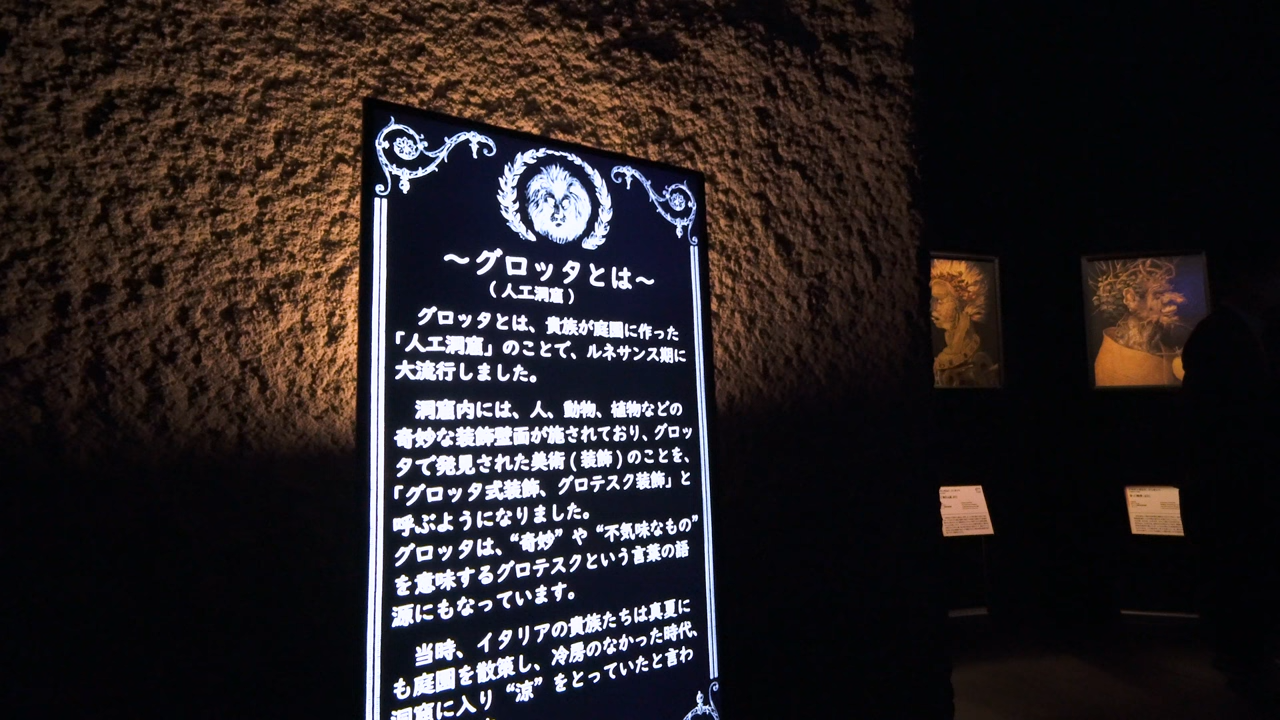 ～グロッタとは～
(人工洞窟)
グロッタとは、貴族が庭園に作った
「人工洞窟」のことで、ルネサンス期に
大流行しました。
洞窟内には、人、動物、植物などの
奇妙な装飾壁面が施されており、グロッ
タで発見された美術(装飾)のことを、
「グロッタ式装飾、グロテスク装飾」と
呼ぶようになりました。
グロッタは、“奇妙” や “不気味なもの”
を意味するグロテスクという言葉の語
源にもなっています。
当時、イタリアの貴族たちは真夏に
も庭園を散策し、冷房のなかった時代、
洞窟に入り “涼” をとっていたと言わ